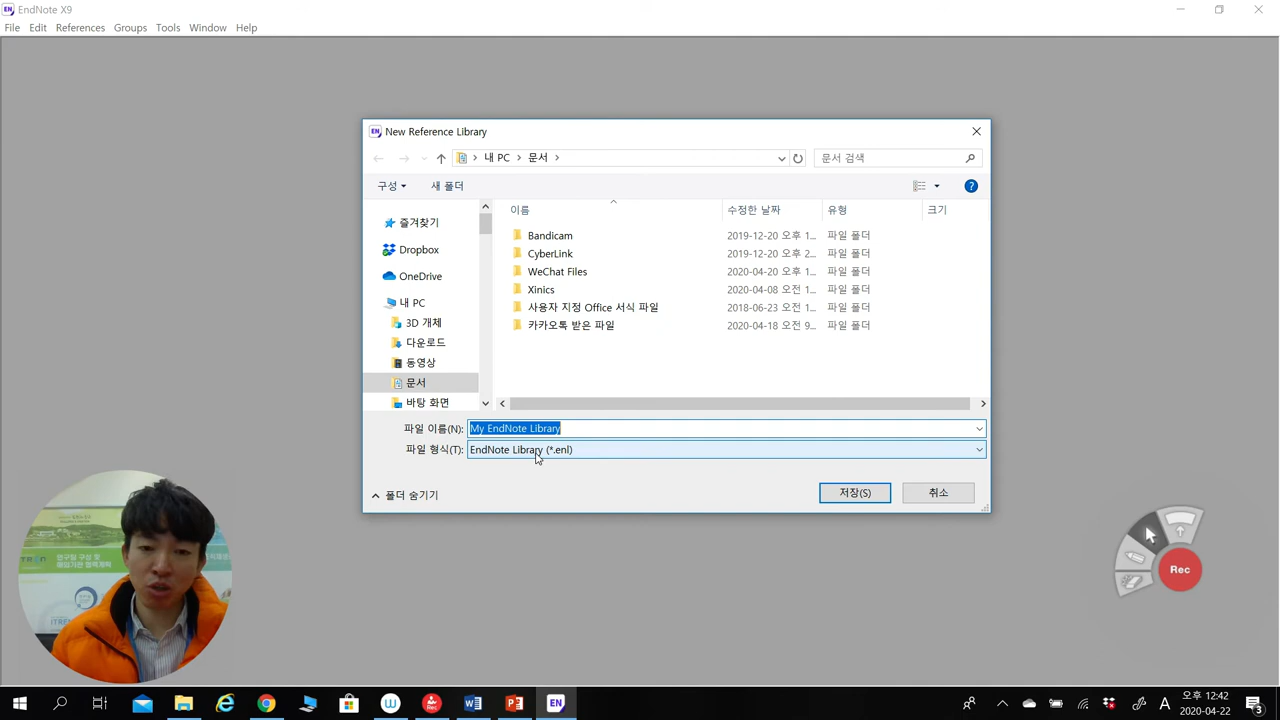 EndNote X9
File Edit References Groups Tools Window Help
New Reference Library
내 PC > 문서 >
문서 검색
구성
새 폴더
이름 수정한 날짜 유형 크기
즐겨찾기
Dropbox
OneDrive
내 PC
3D 개체
다운로드
동영상
문서
바탕 화면
Bandicam 2019-12-20 오후 1... 파일 폴더
CyberLink 2019-12-20 오후 2... 파일 폴더
WeChat Files 2020-04-20 오후 1... 파일 폴더
Xinics 2020-04-08 오전 1... 파일 폴더
사용자 지정 Office 서식 파일 2018-06-23 오전 1... 파일 폴더
카카오톡 받은 파일 2020-04-18 오전 9... 파일 폴더
파일 이름(N): My EndNote Library
파일 형식(T): EndNote Library (*.enl)
폴더 숨기기
저장(S) 취소
Rec
오후 12:42
2020-04-22